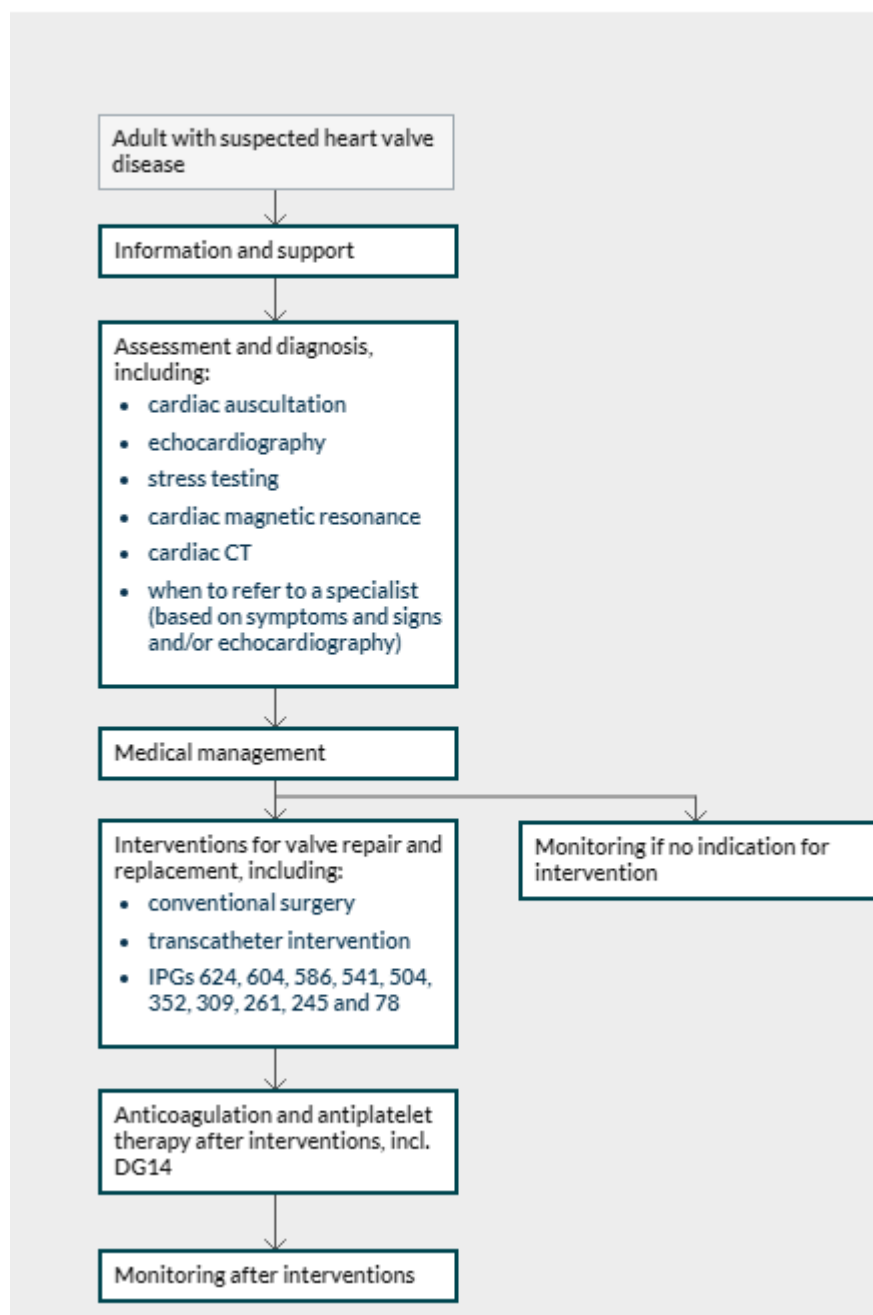 Adult with suspected heart valve
disease
Information and support
Assessment and diagnosis,
including:
• cardiac auscultation
• echocardiography
• stress testing
• cardiac magnetic resonance
• cardiac CT
• when to refer to a specialist
(based on symptoms and signs
and/or echocardiography)
Medical management
Interventions for valve repair and
replacement, including:
• conventional surgery
• transcatheter intervention
• IPGs 624, 604, 586, 541, 504,
352, 309, 261, 245 and 78
Monitoring if no indication for
intervention
Anticoagulation and antiplatelet
therapy after interventions, incl.
DG14
Monitoring after interventions